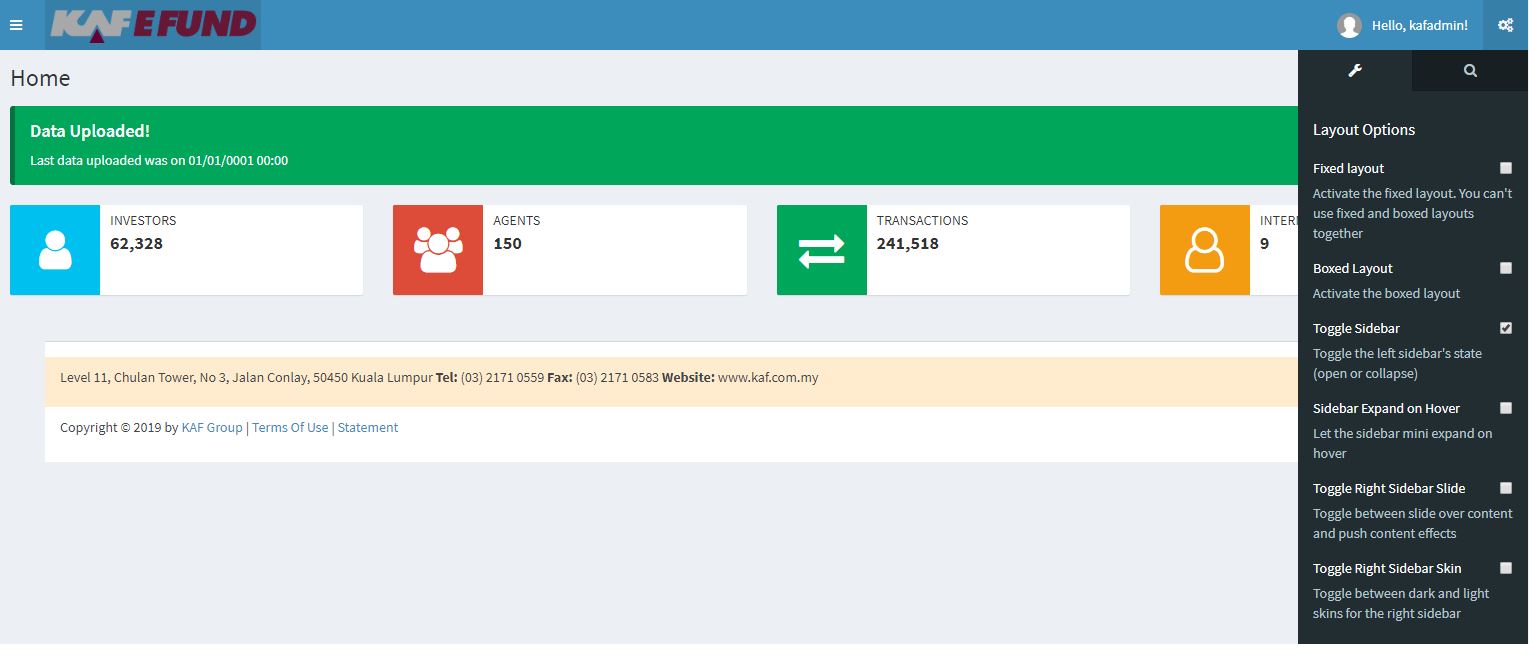 KAF E FUND
Hello, kafadmin!
Home
Data Uploaded!
Last data uploaded was on 01/01/0001 00:00
INVESTORS
62,328
AGENTS
150
TRANSACTIONS
241,518
9
Level 11, Chulan Tower, No 3, Jalan Conlay, 50450 Kuala Lumpur Tel: (03) 2171 0559 Fax: (03) 2171 0583 Website: www.kaf.com.my
Copyright © 2019 by KAF Group | Terms Of Use | Statement
Layout Options
Fixed layout
Activate the fixed layout. You can't
use fixed and boxed layouts
together
Boxed Layout
Activate the boxed layout
Toggle Sidebar
Toggle the left sidebar's state
(open or collapse)
Sidebar Expand on Hover
Let the sidebar mini expand on
hover
Toggle Right Sidebar Slide
Toggle between slide over content
and push content effects
Toggle Right Sidebar Skin
Toggle between dark and light
skins for the right sidebar